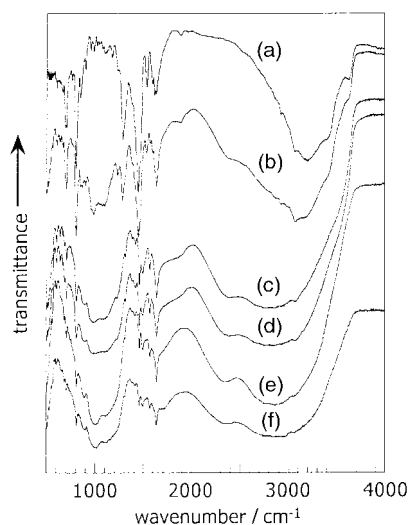 (a)
(b)
(c)
(d)
(e)
(f)
transmittance
1000 2000 3000 4000
wavenumber / cm-1